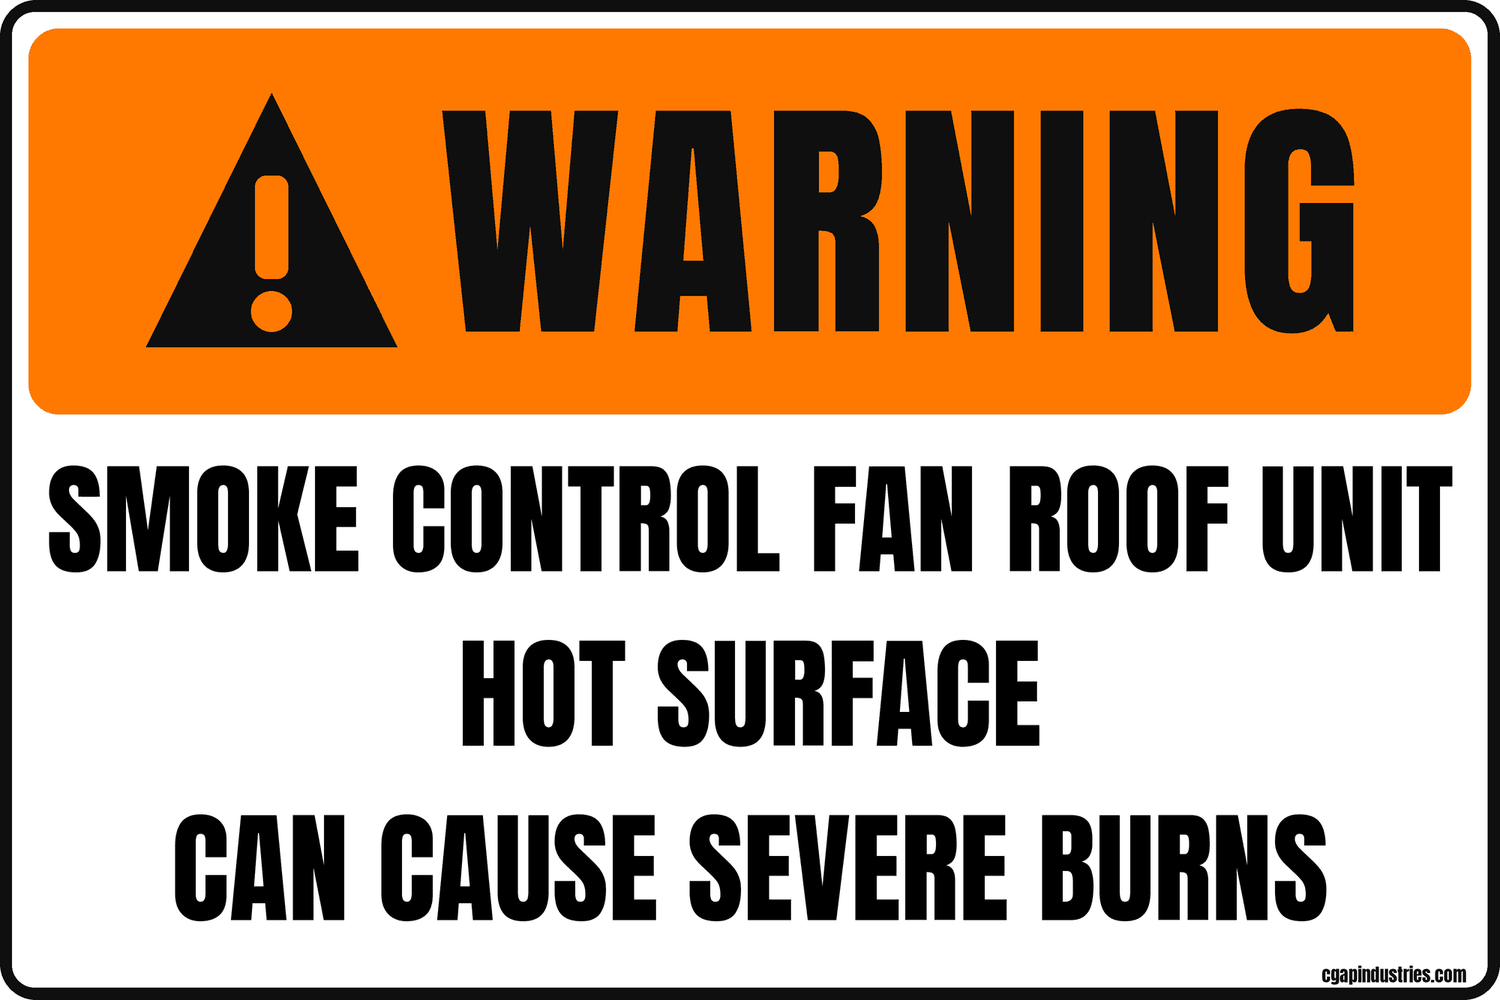 WARNING
SMOKE CONTROL FAN ROOF UNIT
HOT SURFACE
CAN CAUSE SEVERE BURNS
cgapindustries.com